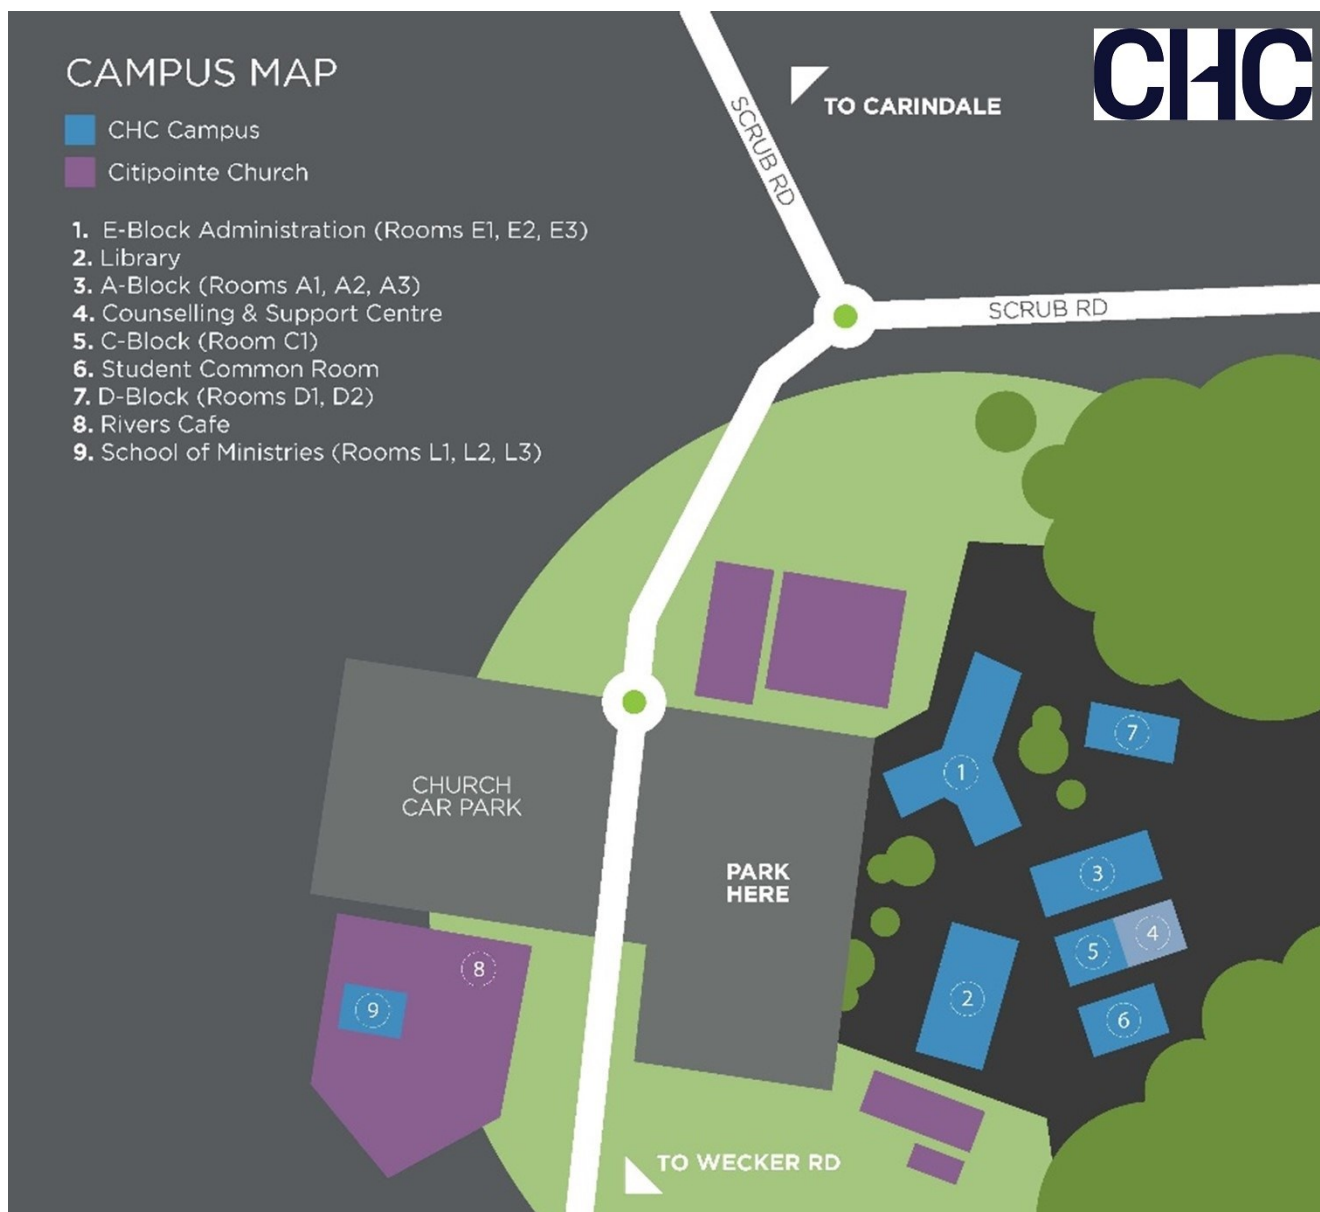 CAMPUS MAP
CHC
CHC Campus
Citipointe Church
1. E-Block Administration (Rooms E1, E2, E3)
2. Library
3. A-Block (Rooms A1, A2, A3)
4. Counselling & Support Centre
5. C-Block (Room C1)
6. Student Common Room
7. D-Block (Rooms D1, D2)
8. Rivers Cafe
9. School of Ministries (Rooms L1, L2, L3)
TO CARINDALE
SCRUB RD
SCRUB RD
7
1
CHURCH
CAR PARK
PARK
HERE
3
4
5
8
2
9
6
TO WECKER RD